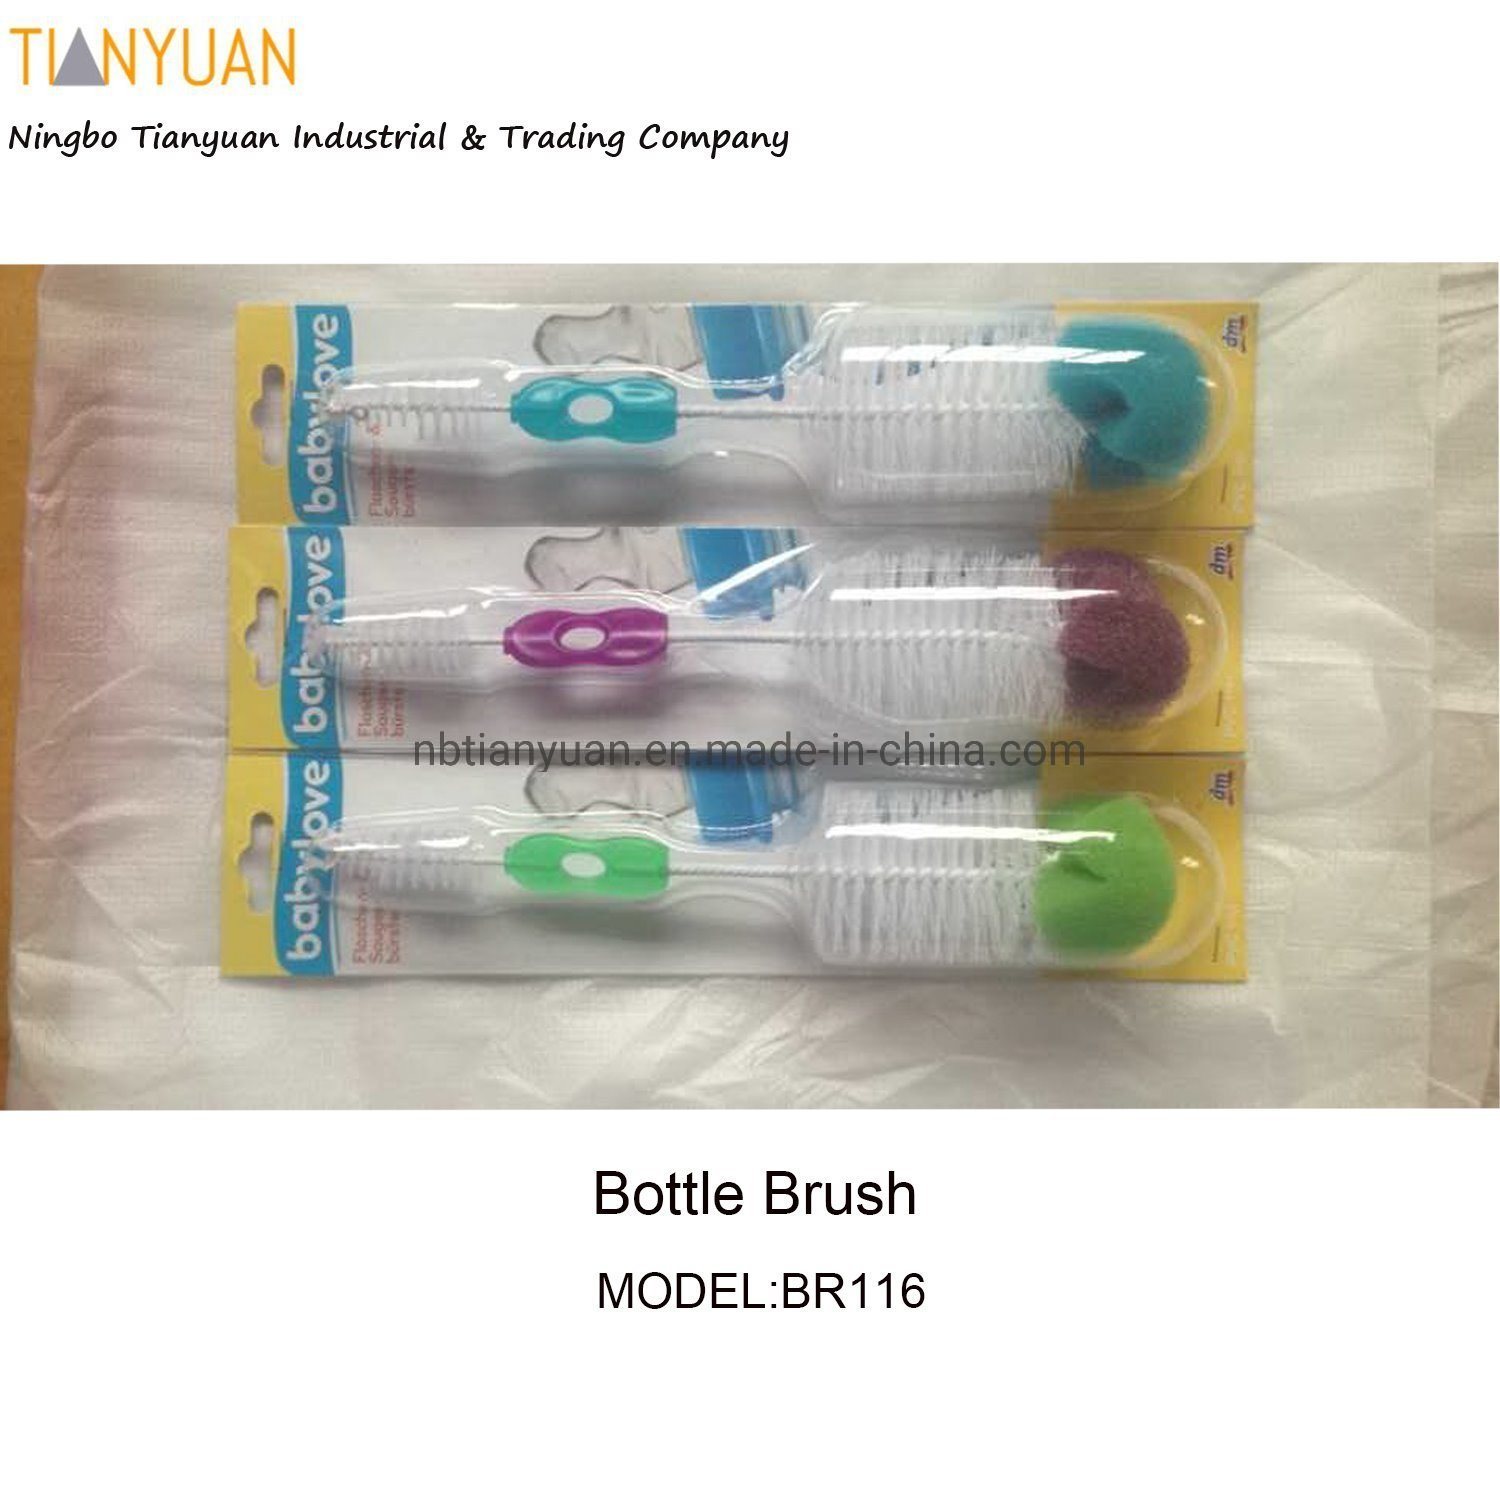 TIANYUAN
Ningbo Tianyuan Industrial & Trading Company
babylove
dm
babylove
dm
nbtianyuan.en.made-in-china.com
babylove
dm
Bottle Brush
MODEL:BR116